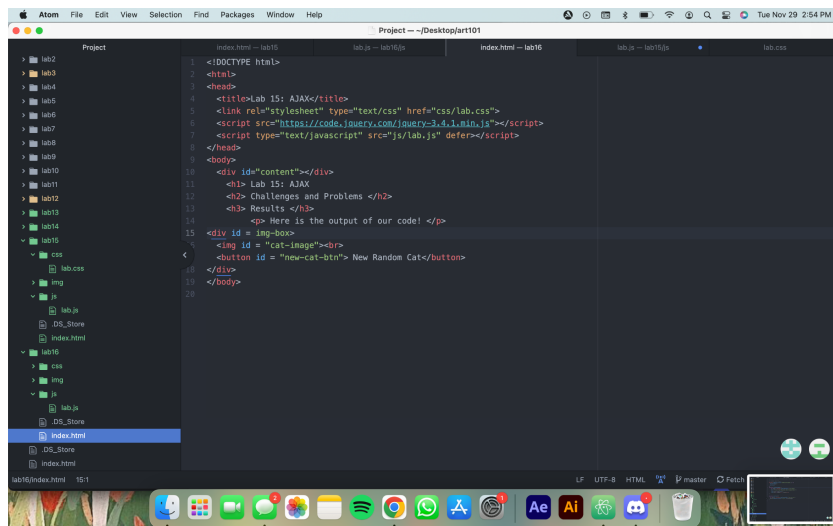 Atom File Edit View Selection Find Packages Window Help Tue Nov 29 2:54 PM
Project — ~/Desktop/art101
Project index.html — lab15 lab.js — lab16/js index.html — lab16 lab.js — lab15/js lab.css
lab2
lab3
lab4
lab5
lab6
lab7
lab8
lab9
lab10
lab11
lab12
lab13
lab14
lab15
css
lab.css
img
js
lab.js
.DS_Store
index.html
lab16
css
img
js
lab.js
.DS_Store
index.html
.DS_Store
index.html
1 <!DOCTYPE html>
2 <html>
3 <head>
4 <title>Lab 15: AJAX</title>
5 <link rel="stylesheet" type="text/css" href="css/lab.css">
6 <script src="https://code.jquery.com/jquery-3.4.1.min.js"></script>
7 <script type="text/javascript" src="js/lab.js" defer></script>
8 </head>
9 <body>
10 <div id="content"></div>
11 <h1> Lab 15: AJAX
12 <h2> Challenges and Problems </h2>
13 <h3> Results </h3>
14 <p> Here is the output of our code! </p>
15 <div id = img-box>
<img id = "cat-image"><br>
<button id = "new-cat-btn"> New Random Cat</button>
18 </div>
19 </body>
20
lab16/index.html 15:1 LF UTF-8 HTML master Fetch
2 1
Ae Ai